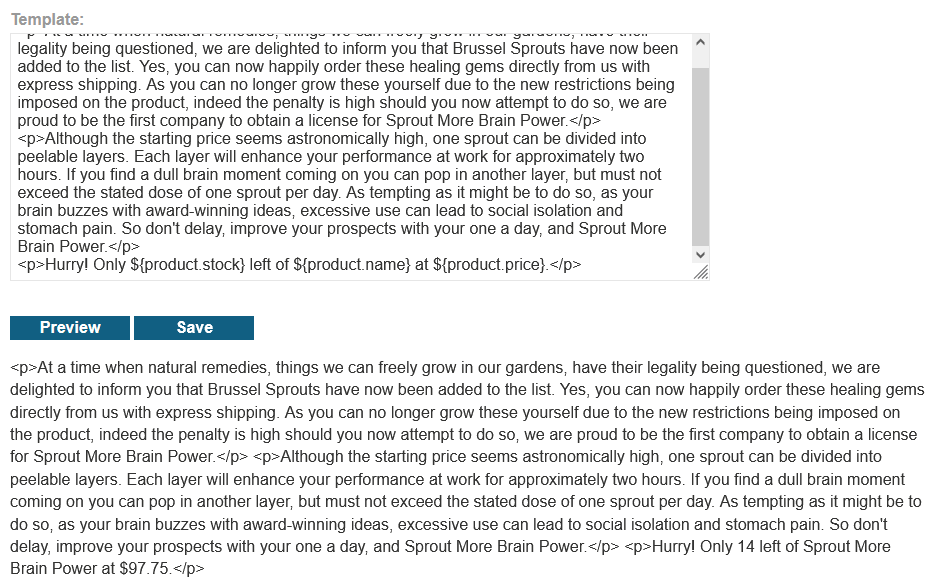 Template:
<p>At a time when natural remedies, things we can freely grow in our gardens, have their
legality being questioned, we are delighted to inform you that Brussel Sprouts have now been
added to the list. Yes, you can now happily order these healing gems directly from us with
express shipping. As you can no longer grow these yourself due to the new restrictions being
imposed on the product, indeed the penalty is high should you now attempt to do so, we are
proud to be the first company to obtain a license for Sprout More Brain Power.</p>
<p>Although the starting price seems astronomically high, one sprout can be divided into
peelable layers. Each layer will enhance your performance at work for approximately two
hours. If you find a dull brain moment coming on you can pop in another layer, but must not
exceed the stated dose of one sprout per day. As tempting as it might be to do so, as your
brain buzzes with award-winning ideas, excessive use can lead to social isolation and
stomach pain. So don't delay, improve your prospects with your one a day, and Sprout More
Brain Power.</p>
<p>Hurry! Only ${product.stock} left of ${product.name} at ${product.price}.</p>
Preview Save
<p>At a time when natural remedies, things we can freely grow in our gardens, have their legality being questioned, we are
delighted to inform you that Brussel Sprouts have now been added to the list. Yes, you can now happily order these healing gems
directly from us with express shipping. As you can no longer grow these yourself due to the new restrictions being imposed on
the product, indeed the penalty is high should you now attempt to do so, we are proud to be the first company to obtain a license
for Sprout More Brain Power.</p> <p>Although the starting price seems astronomically high, one sprout can be divided into
peelable layers. Each layer will enhance your performance at work for approximately two hours. If you find a dull brain moment
coming on you can pop in another layer, but must not exceed the stated dose of one sprout per day. As tempting as it might be to
do so, as your brain buzzes with award-winning ideas, excessive use can lead to social isolation and stomach pain. So don't
delay, improve your prospects with your one a day, and Sprout More Brain Power.</p> <p>Hurry! Only 14 left of Sprout More
Brain Power at $97.75.</p>